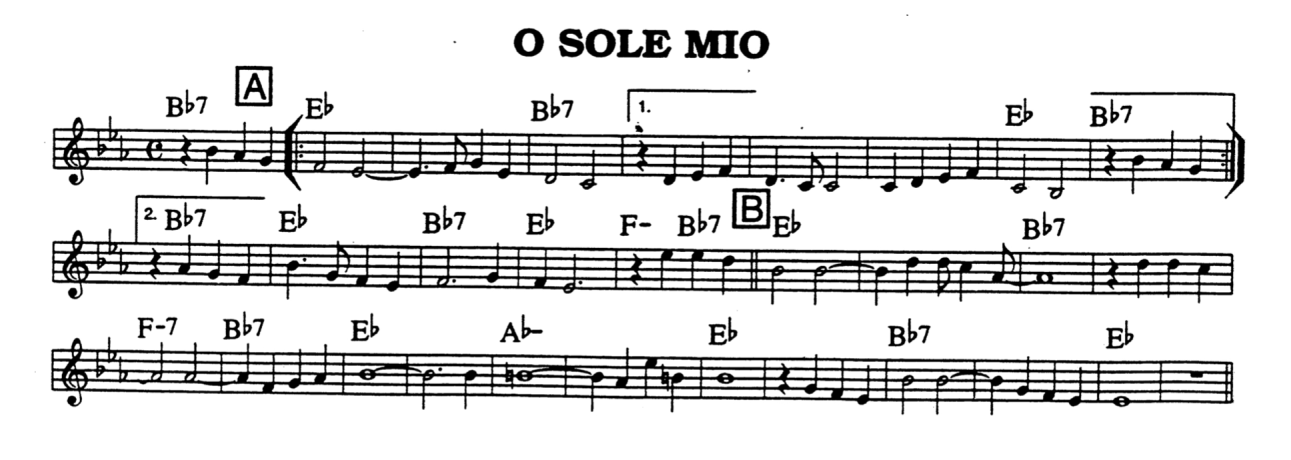 O SOLE MIO
A
B♭7 E♭ B♭7 1. E♭ B♭7
2. B♭7 E♭ B♭7 E♭ F- B♭7 B E♭ B♭7
F-7 B♭7 E♭ A♭- E♭ B♭7 E♭